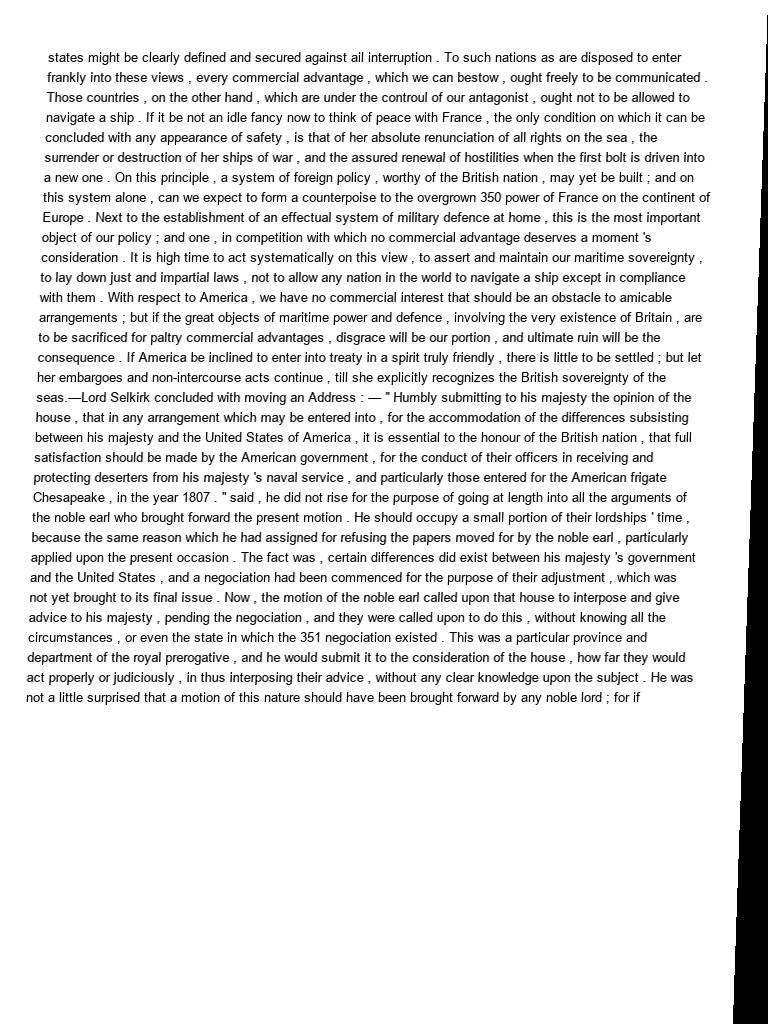 states might be clearly defined and secured against ail interruption . To such nations as are disposed to enter
frankly into these views , every commercial advantage , which we can bestow , ought freely to be communicated .
Those countries , on the other hand , which are under the controul of our antagonist , ought not to be allowed to
navigate a ship . If it be not an idle fancy now to think of peace with France , the only condition on which it can be
concluded with any appearance of safety , is that of her absolute renunciation of all rights on the sea , the
surrender or destruction of her ships of war , and the assured renewal of hostilities when the first bolt is driven into
a new one . On this principle , a system of foreign policy , worthy of the British nation , may yet be built ; and on
this system alone , can we expect to form a counterpoise to the overgrown 350 power of France on the continent of
Europe . Next to the establishment of an effectual system of military defence at home , this is the most important
object of our policy ; and one , in competition with which no commercial advantage deserves a moment 's
consideration . It is high time to act systematically on this view , to assert and maintain our maritime sovereignty ,
to lay down just and impartial laws , not to allow any nation in the world to navigate a ship except in compliance
with them . With respect to America , we have no commercial interest that should be an obstacle to amicable
arrangements ; but if the great objects of maritime power and defence , involving the very existence of Britain , are
to be sacrificed for paltry commercial advantages , disgrace will be our portion , and ultimate ruin will be the
consequence . If America be inclined to enter into treaty in a spirit truly friendly , there is little to be settled ; but let
her embargoes and non-intercourse acts continue , till she explicitly recognizes the British sovereignty of the
seas.—Lord Selkirk concluded with moving an Address : — " Humbly submitting to his majesty the opinion of the
house , that in any arrangement which may be entered into , for the accommodation of the differences subsisting
between his majesty and the United States of America , it is essential to the honour of the British nation , that full
satisfaction should be made by the American government , for the conduct of their officers in receiving and
protecting deserters from his majesty 's naval service , and particularly those entered for the American frigate
Chesapeake , in the year 1807 . " said , he did not rise for the purpose of going at length into all the arguments of
the noble earl who brought forward the present motion . He should occupy a small portion of their lordships ' time ,
because the same reason which he had assigned for refusing the papers moved for by the noble earl , particularly
applied upon the present occasion . The fact was , certain differences did exist between his majesty 's government
and the United States , and a negociation had been commenced for the purpose of their adjustment , which was
not yet brought to its final issue . Now , the motion of the noble earl called upon that house to interpose and give
advice to his majesty , pending the negociation , and they were called upon to do this , without knowing all the
circumstances , or even the state in which the 351 negociation existed . This was a particular province and
department of the royal prerogative , and he would submit it to the consideration of the house , how far they would
act properly or judiciously , in thus interposing their advice , without any clear knowledge upon the subject . He was
not a little surprised that a motion of this nature should have been brought forward by any noble lord ; for if